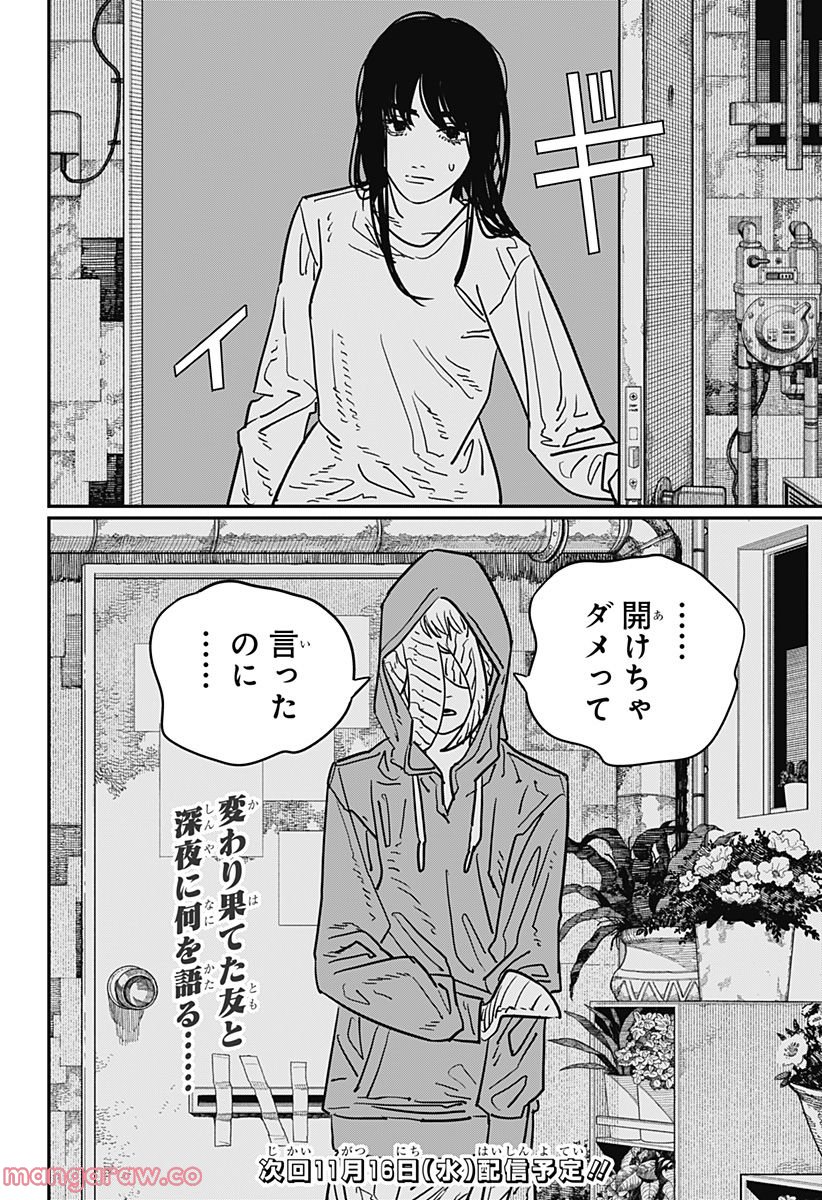 ギイ
……
開けちゃ
ダメって
言った
のに
……
変わり果てた友と
深夜に何を語る……
次回11月16日(水)配信予定!!
mangaraw.co